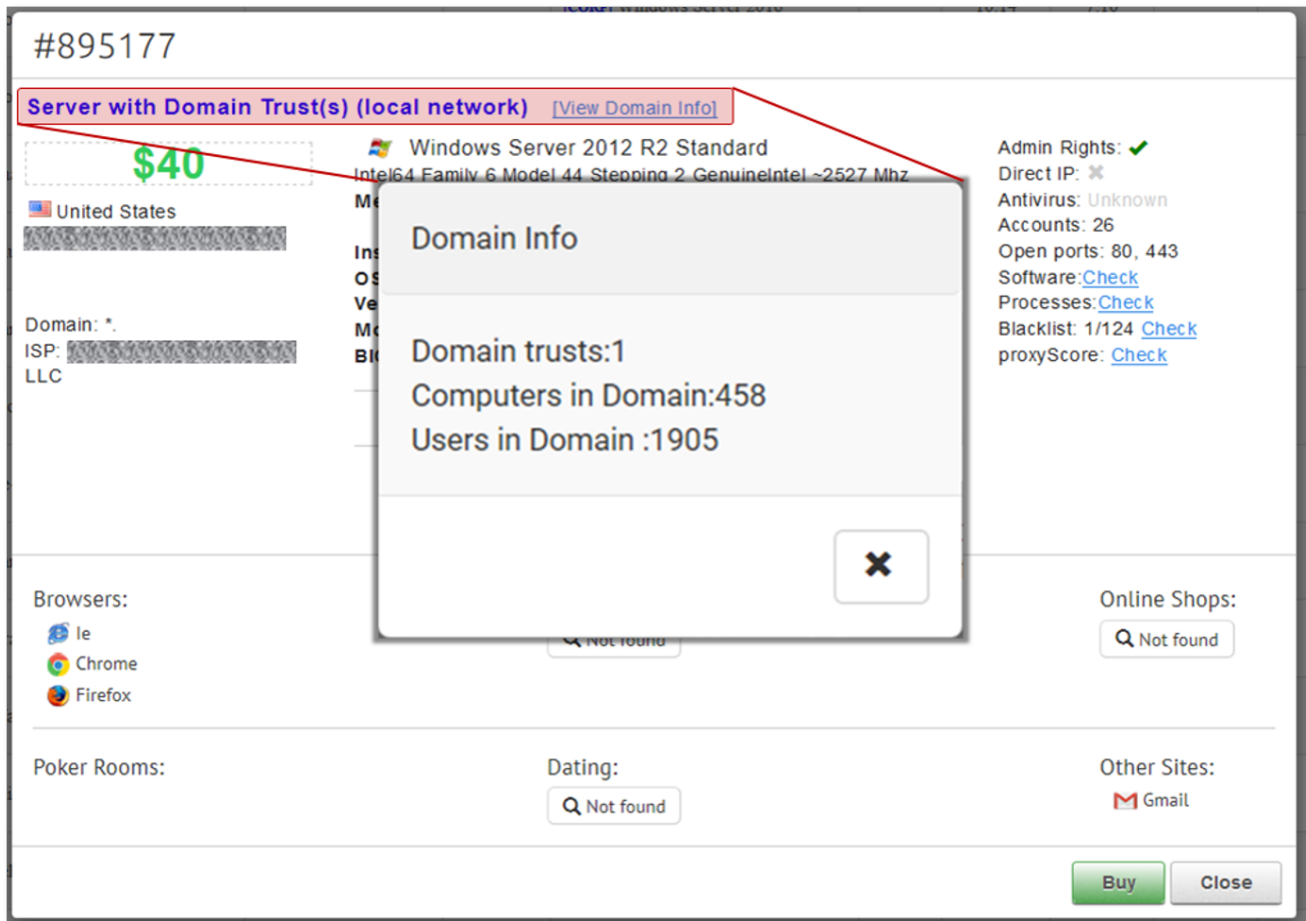 #895177
Server with Domain Trust(s) (local network) [View Domain Info]
$40
United States
Domain: *.
ISP:
LLC
Windows Server 2012 R2 Standard
Intel64 Family 6 Model 44 Stepping 2 GenuineIntel ~2527 Mhz
Admin Rights:
Direct IP:
Antivirus: Unknown
Accounts: 26
Open ports: 80, 443
Software:Check
Processes:Check
Blacklist: 1/124 Check
proxyScore: Check
Domain Info
Domain trusts:1
Computers in Domain:458
Users in Domain :1905
Browsers:
Ie
Chrome
Firefox
Not found
Online Shops:
Not found
Poker Rooms:
Dating:
Not found
Other Sites:
Gmail
Buy
Close